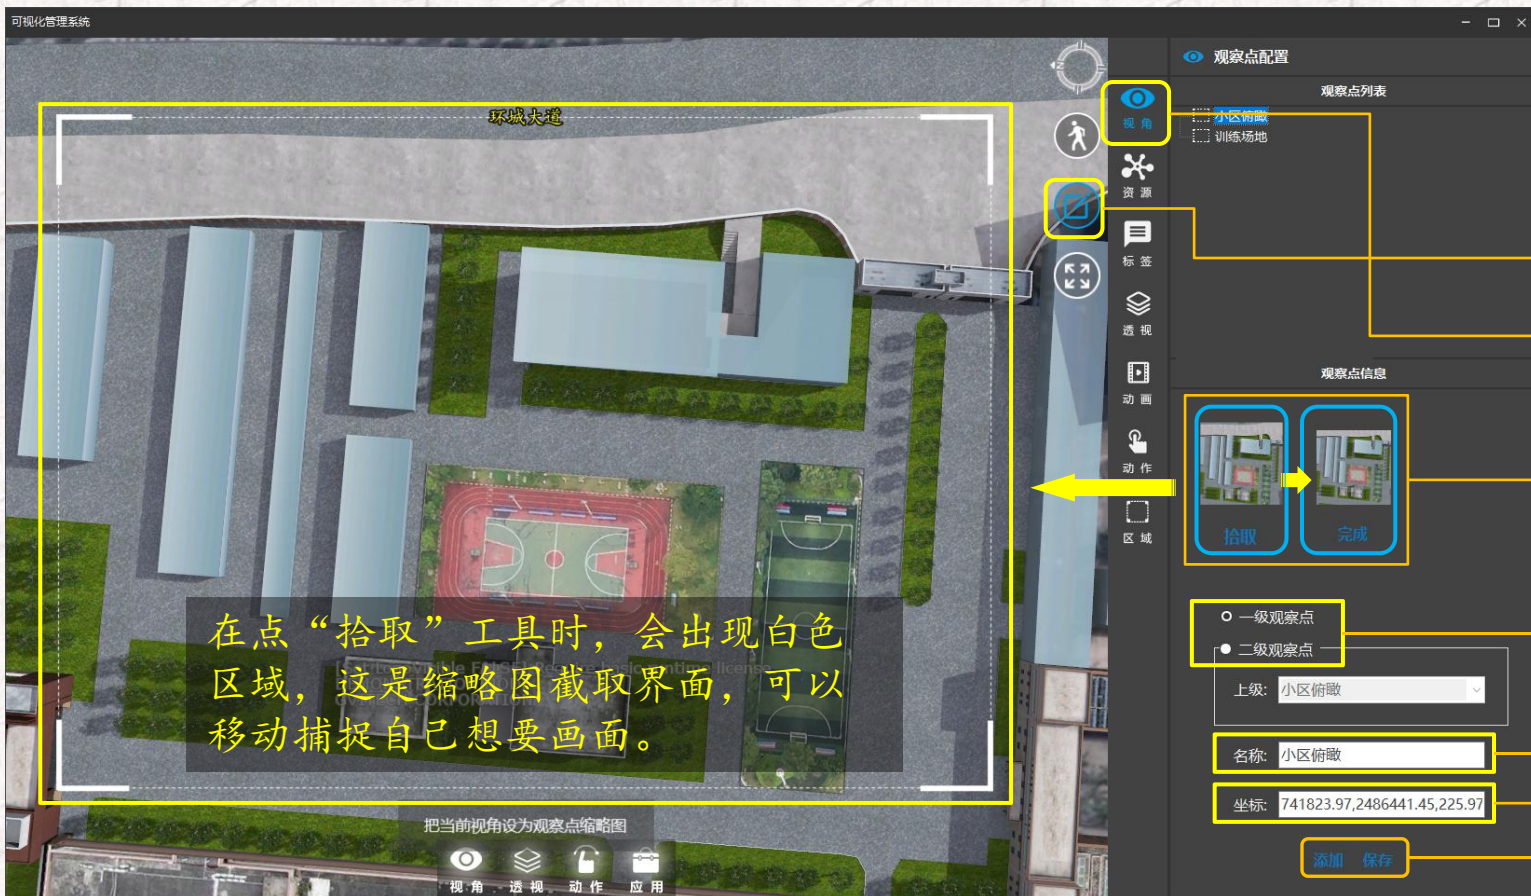 可视化管理系统
环城大道
视角
资源
标签
透视
动画
动作
区域
观察点配置
观察点列表
小区俯瞰
训练场地
观察点信息
拾取
完成
一级观察点
二级观察点
上级: 小区俯瞰
名称: 小区俯瞰
坐标: 741823.97,2486441.45,225.97
添加 保存
在点“拾取”工具时，会出现白色
区域，这是缩略图截取界面，可以
移动捕捉自己想要画面。
把当前视角设为观察点缩略图
视角 透视 动作 应用